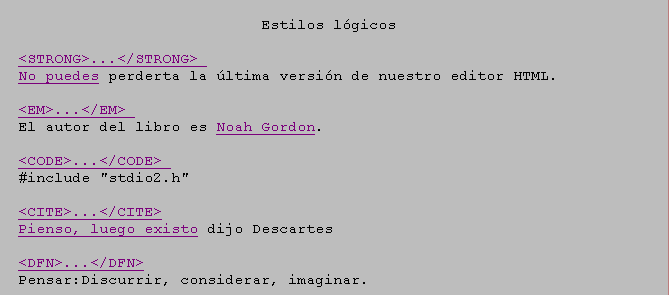 Estilos lógicos
<STRONG>...</STRONG>
No puedes perderta la última versión de nuestro editor HTML.
<EM>...</EM>
El autor del libro es Noah Gordon.
<CODE>...</CODE>
#include "stdio2.h"
<CITE>...</CITE>
Pienso, luego existo dijo Descartes
<DFN>...</DFN>
Pensar:Discurrir, considerar, imaginar.